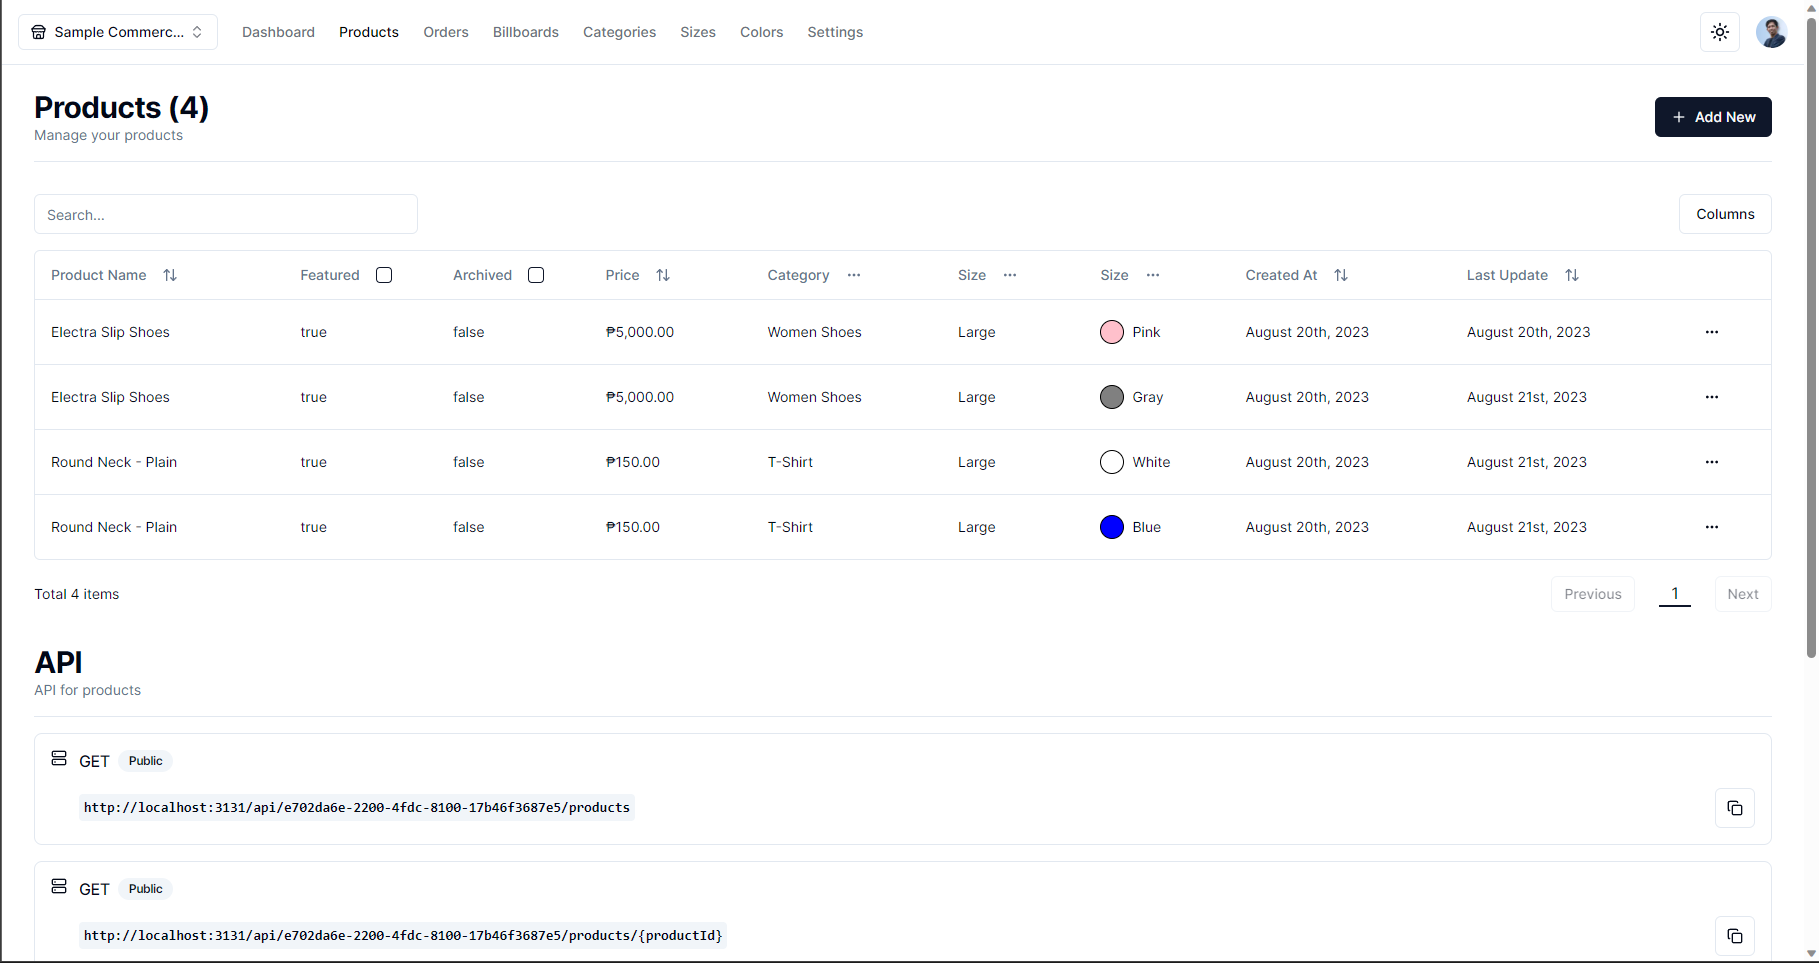 Sample Commerc... Dashboard Products Orders Billboards Categories Sizes Colors Settings
Products (4)
Manage your products
+ Add New
Search...
Columns
Product Name Featured Archived Price Category ... Size ... Size ... Created At Last Update
Electra Slip Shoes true false ₱5,000.00 Women Shoes Large Pink August 20th, 2023 August 20th, 2023 ...
Electra Slip Shoes true false ₱5,000.00 Women Shoes Large Gray August 20th, 2023 August 21st, 2023 ...
Round Neck - Plain true false ₱150.00 T-Shirt Large White August 20th, 2023 August 21st, 2023 ...
Round Neck - Plain true false ₱150.00 T-Shirt Large Blue August 20th, 2023 August 21st, 2023 ...
Total 4 items Previous 1 Next
API
API for products
GET Public
http://localhost:3131/api/e702da6e-2200-4fdc-8100-17b46f3687e5/products
GET Public
http://localhost:3131/api/e702da6e-2200-4fdc-8100-17b46f3687e5/products/{productId}